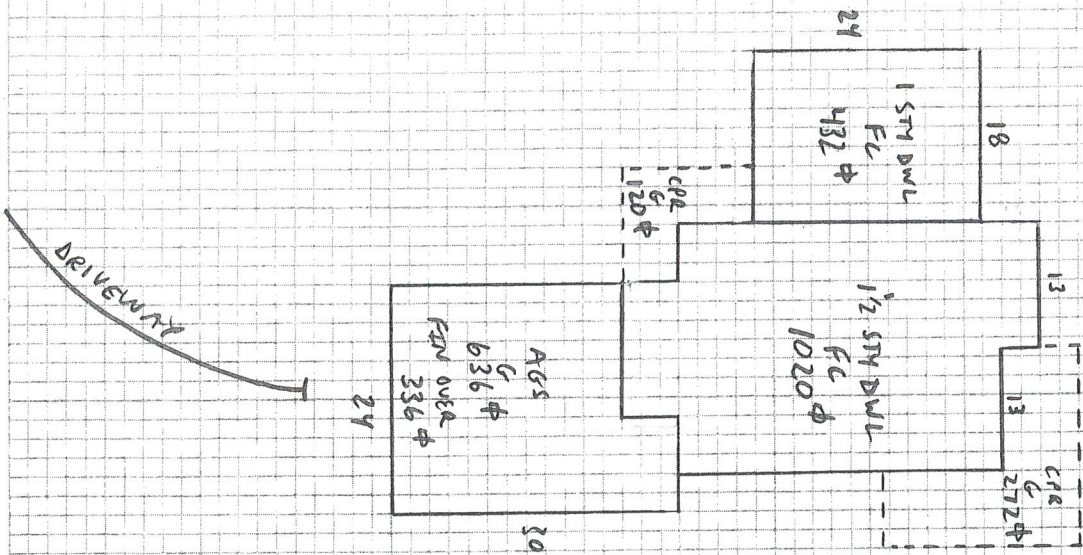 24
18
1 STY DWL
FC
432 ф
CPR
G
120 ф
13
1½ STY DWL
FC
1020 ф
13
CPR
G
272 ф
AGS
G
636 ф
FIN OVER
336 ф
24
30
DRIVEWAY